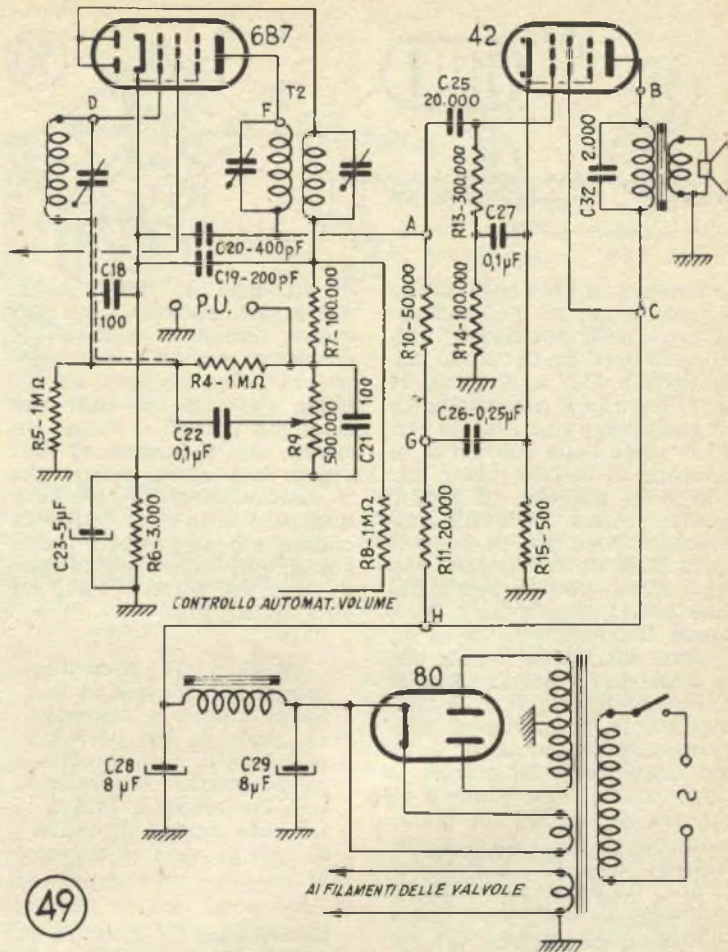 6B7
42
D
F
T2
C25
20.000
B
C32
2.000
R13-300.000
A
C27
0,1µF
C20-400pF
C19-200pF
C18
100
P.U.
R7-100.000
R10-50.000
R14-100.000
C
R4-1MΩ
R5-1MΩ
C22
0,1µF
R9
500.000
100
C21
G
C26-0,25µF
C23-5µF
R6-3.000
R8-1MΩ
R11-20.000
R15-500
CONTROLLO AUTOMAT. VOLUME
H
80
C28
8µF
C29
8µF
AI FILAMENTI DELLE VALVOLE
49